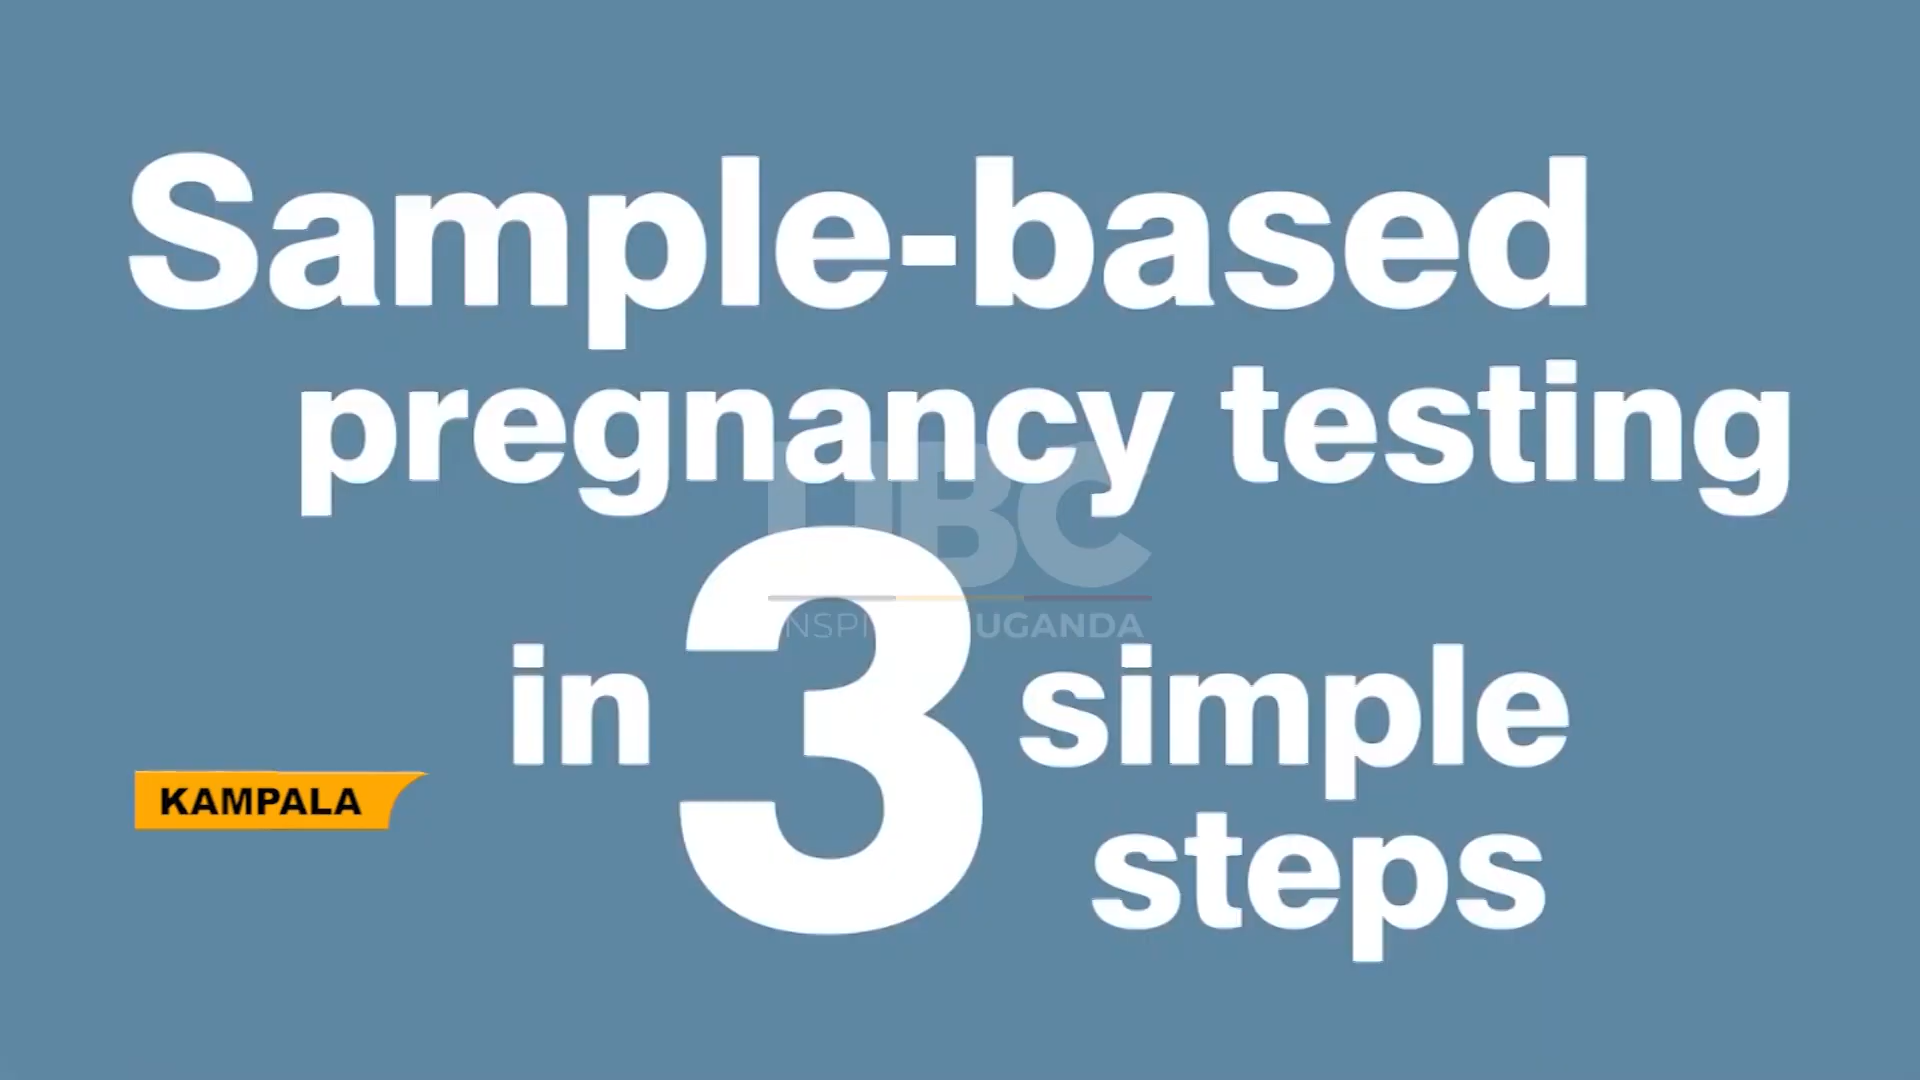 Sample-based
pregnancy testing
in 3 simple
steps
KAMPALA
UBC
UGANDA